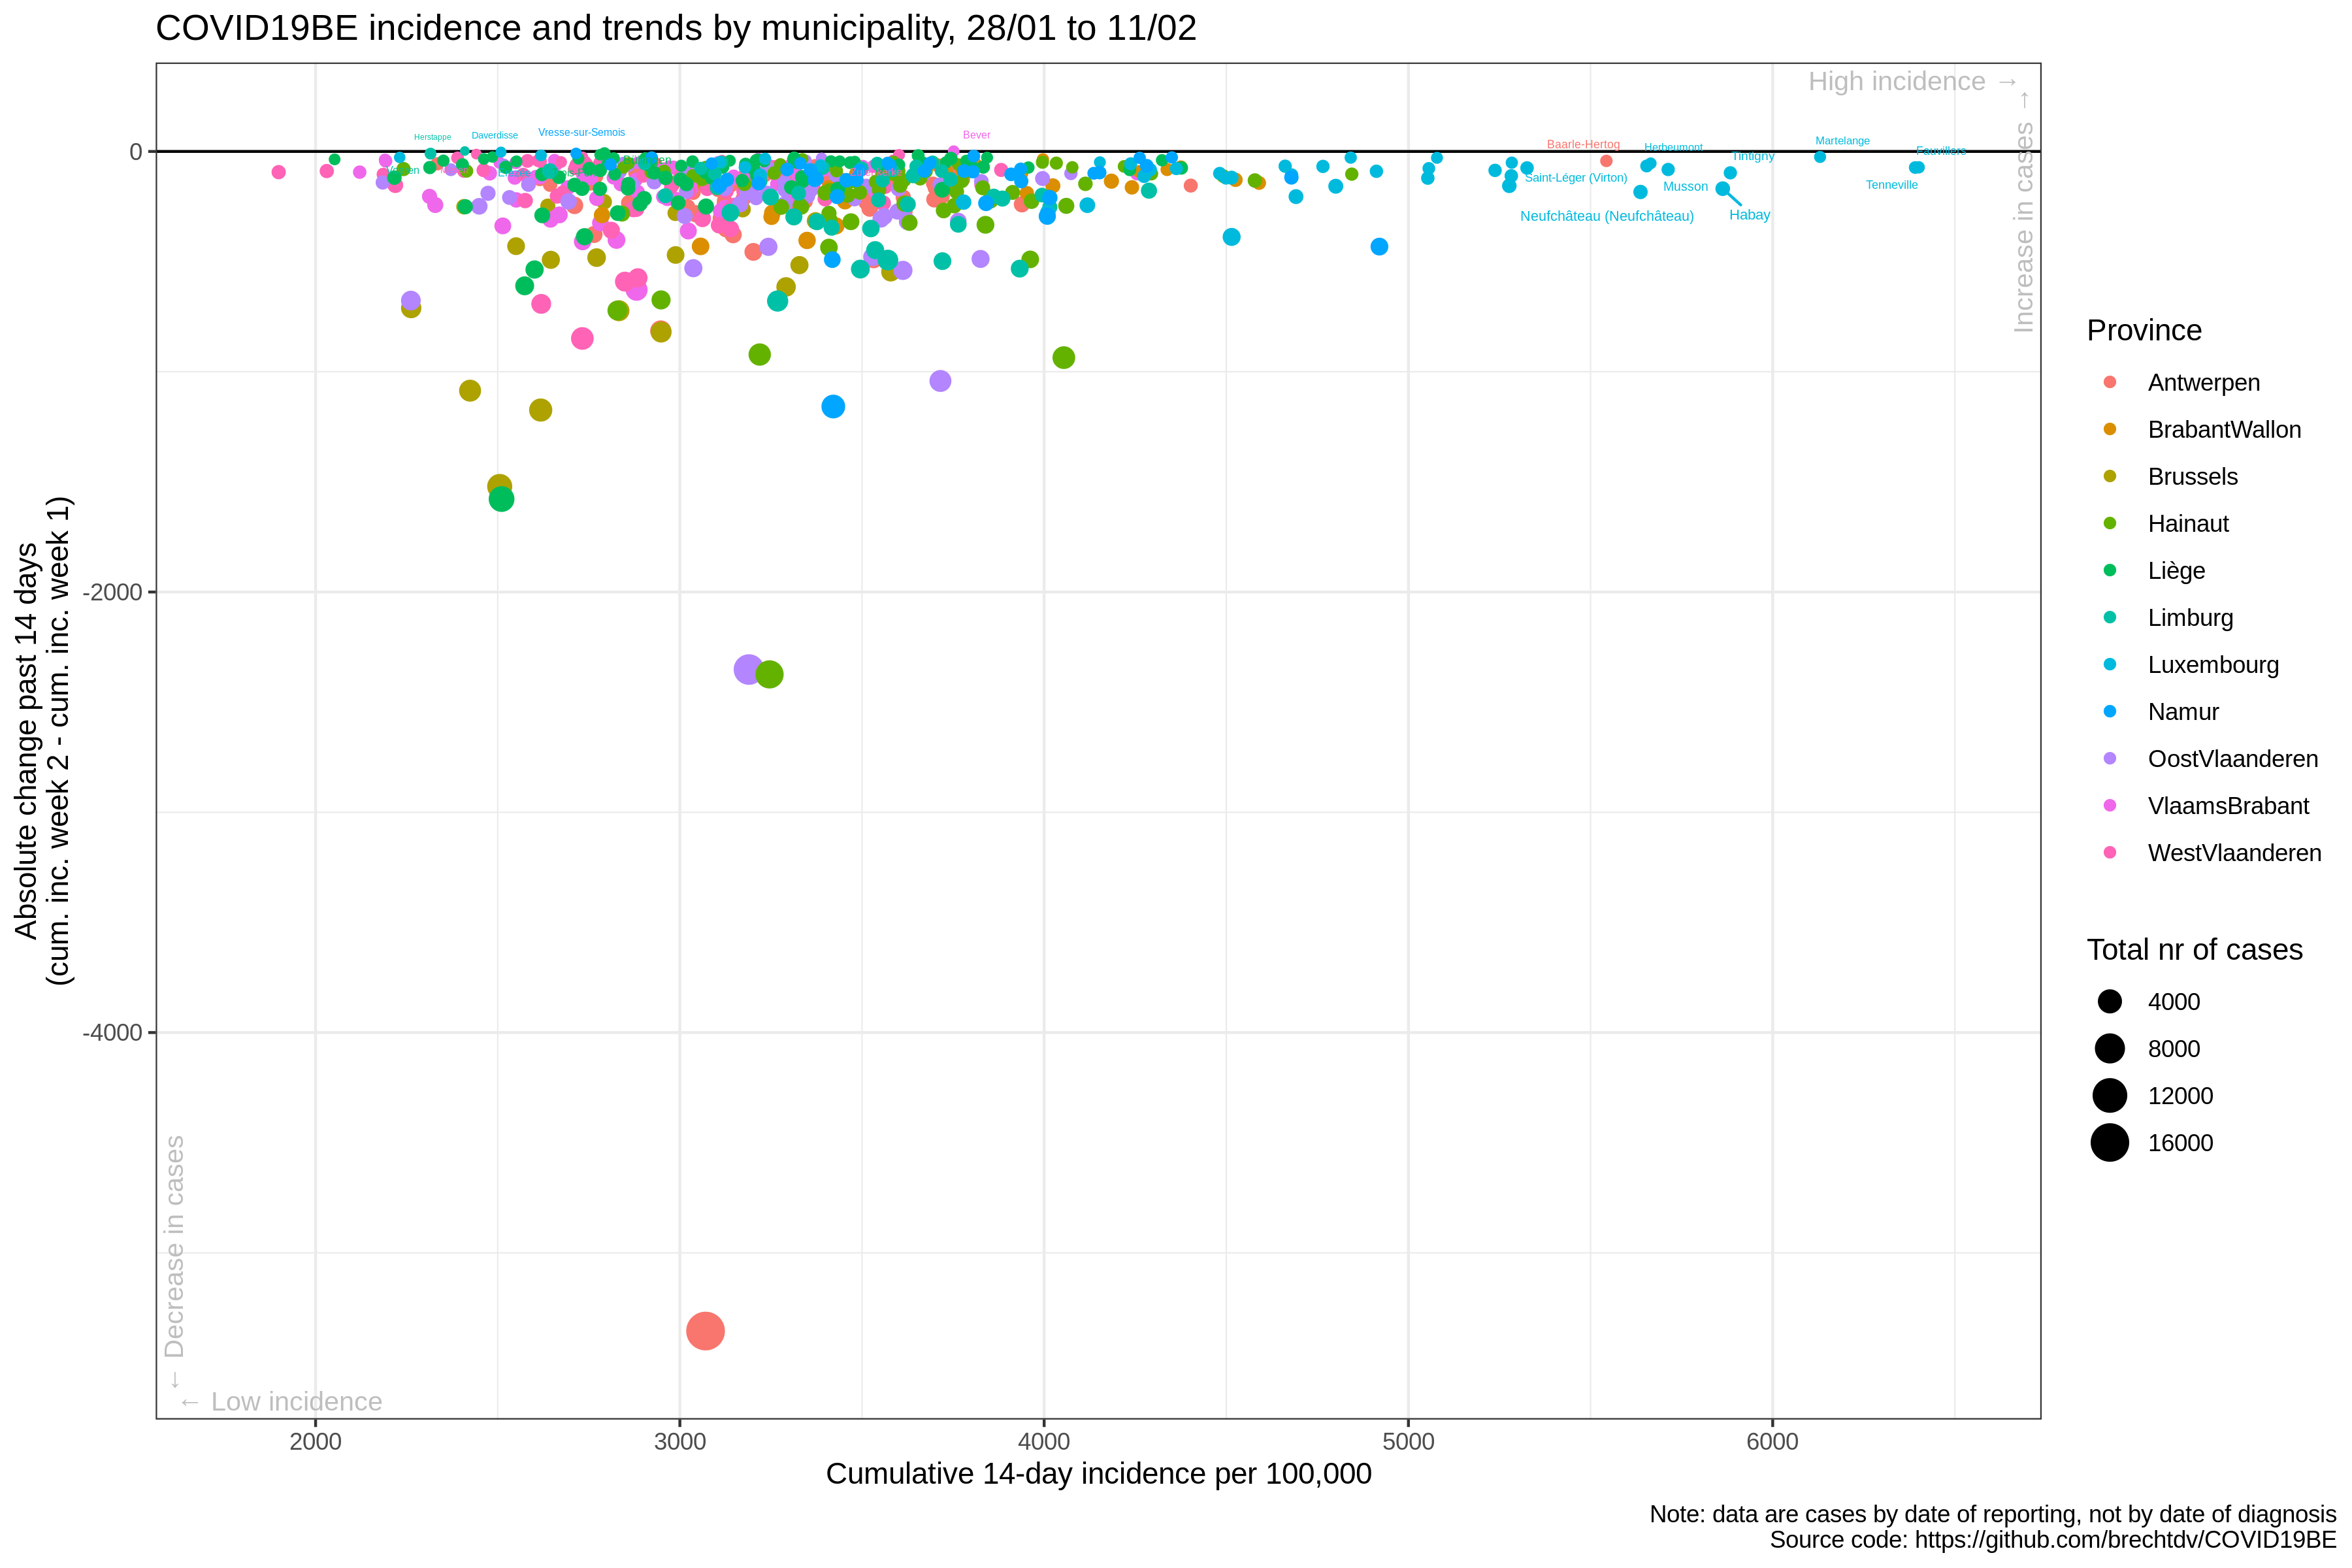 COVID19BE incidence and trends by municipality, 28/01 to 11/02
High incidence →
Increase in cases →
Herstappe
Daverdisse
Vresse-sur-Semois
Bever
Baarle-Hertog
Herbeumont
Martelange
Tintigny
Fauvillers
Saint-Léger (Virton)
Musson
Tenneville
Neufchâteau (Neufchâteau)
Habay
0
-2000
-4000
Absolute change past 14 days
(cum. inc. week 2 - cum. inc. week 1)
← Decrease in cases
← Low incidence
2000
3000
4000
5000
6000
Cumulative 14-day incidence per 100,000
Province
Antwerpen
BrabantWallon
Brussels
Hainaut
Liège
Limburg
Luxembourg
Namur
OostVlaanderen
VlaamsBrabant
WestVlaanderen
Total nr of cases
4000
8000
12000
16000
Note: data are cases by date of reporting, not by date of diagnosis
Source code: https://github.com/brechtdv/COVID19BE